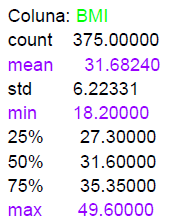 Coluna: BMI
count 375.00000
mean 31.68240
std 6.22331
min 18.20000
25% 27.30000
50% 31.60000
75% 35.35000
max 49.60000